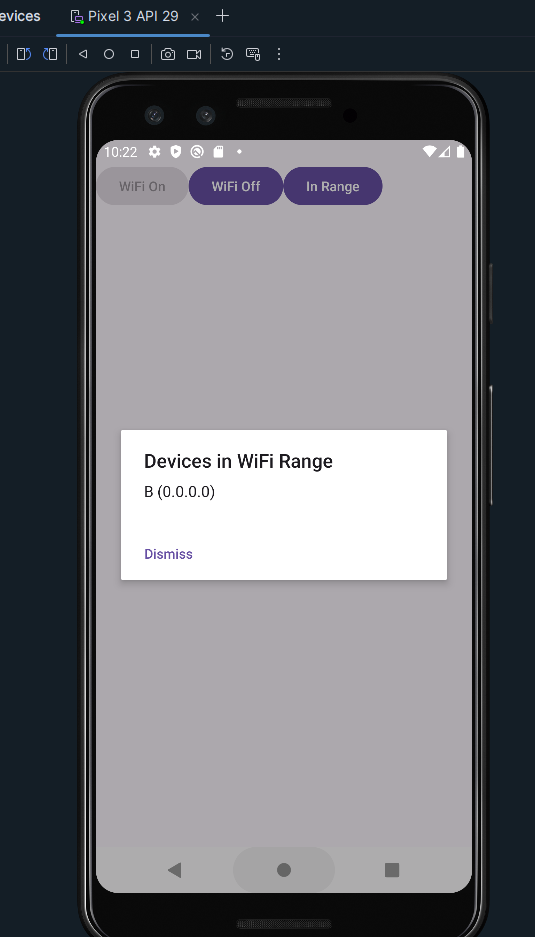 evices
Pixel 3 API 29
10:22
WiFi On
WiFi Off
In Range
Devices in WiFi Range
B (0.0.0.0)
Dismiss